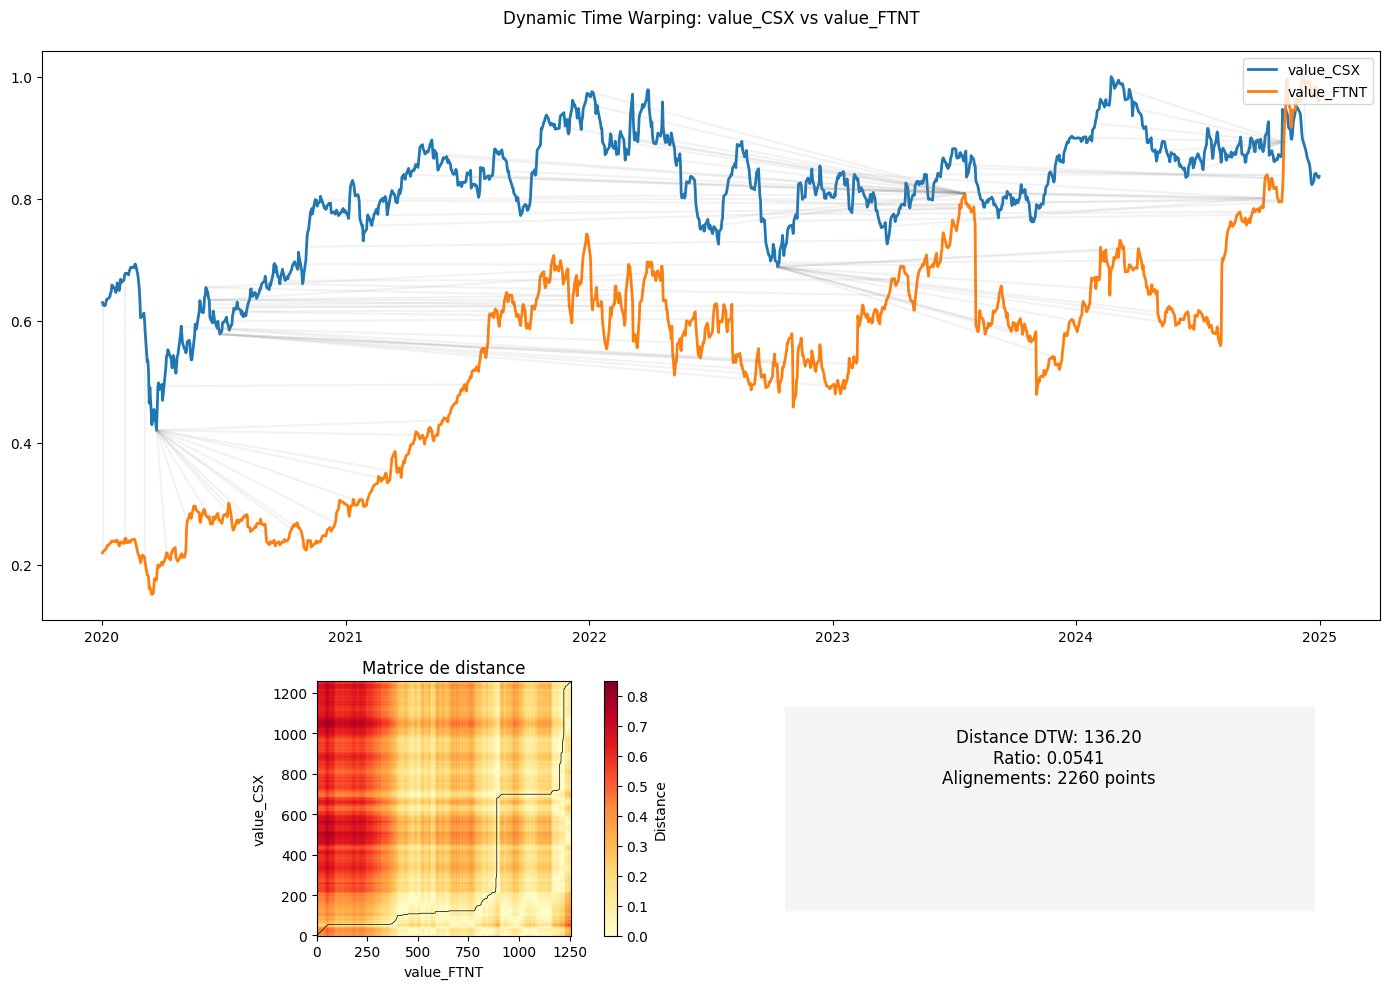 Dynamic Time Warping: value_CSX vs value_FTNT
1.0
0.8
0.6
0.4
0.2
value_CSX
value_FTNT
2020 2021 2022 2023 2024 2025
Matrice de distance
value_CSX
1200
1000
800
600
400
200
0
0 250 500 750 1000 1250
value_FTNT
0.8
0.7
0.6
0.5
0.4
0.3
0.2
0.1
0.0
Distance
Distance DTW: 136.20
Ratio: 0.0541
Alignements: 2260 points